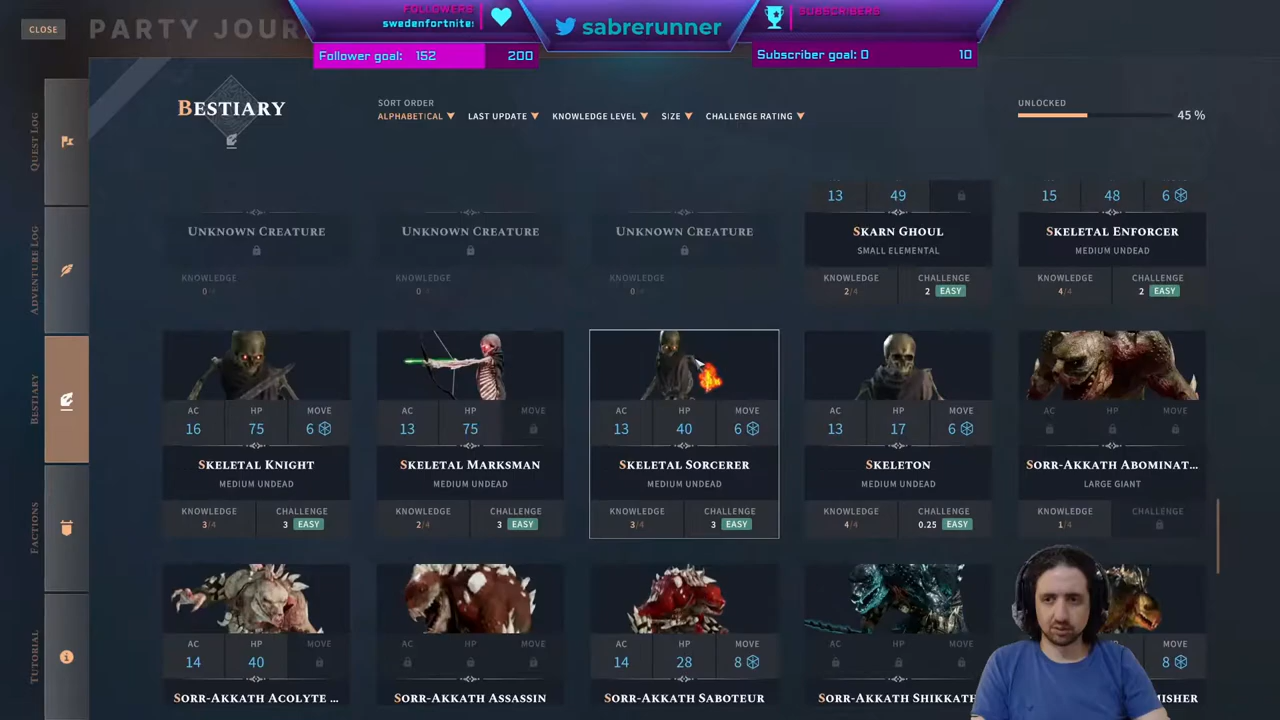 CLOSE
PARTY JOUR
FOLLOWERS
swedenfortnite:
sabrerunner
SUBSCRIBERS
Follower goal: 152 200
Subscriber goal: 0 10
QUEST LOG
ADVENTURE LOG
BESTIARY
FACTIONS
TUTORIAL
BESTIARY
SORT ORDER
ALPHABETICAL LAST UPDATE KNOWLEDGE LEVEL SIZE CHALLENGE RATING
UNLOCKED
45 %
13 49 15 48 6
UNKNOWN CREATURE UNKNOWN CREATURE UNKNOWN CREATURE SKARN GHOUL SKELETAL ENFORCER
SMALL ELEMENTAL MEDIUM UNDEAD
KNOWLEDGE KNOWLEDGE KNOWLEDGE KNOWLEDGE CHALLENGE KNOWLEDGE CHALLENGE
0/4 0/4 0/4 2/4 2 EASY 4/4 2 EASY
AC HP MOVE AC HP MOVE AC HP MOVE AC HP MOVE AC HP MOVE
16 75 6 13 75 13 40 6 13 17 6
SKELETAL KNIGHT SKELETAL MARKSMAN SKELETAL SORCERER SKELETON SORR-AKKATH ABOMINAT...
MEDIUM UNDEAD MEDIUM UNDEAD MEDIUM UNDEAD MEDIUM UNDEAD LARGE GIANT
KNOWLEDGE CHALLENGE KNOWLEDGE CHALLENGE KNOWLEDGE CHALLENGE KNOWLEDGE CHALLENGE KNOWLEDGE CHALLENGE
3/4 3 EASY 2/4 3 EASY 3/4 3 EASY 4/4 0.25 EASY 1/4
AC HP MOVE AC HP MOVE AC HP MOVE AC HP MOVE MOVE
14 40 14 28 8 8
SORR-AKKATH ACOLYTE ... SORR-AKKATH ASSASSIN SORR-AKKATH SABOTEUR SORR-AKKATH SHIKKAT MISHER